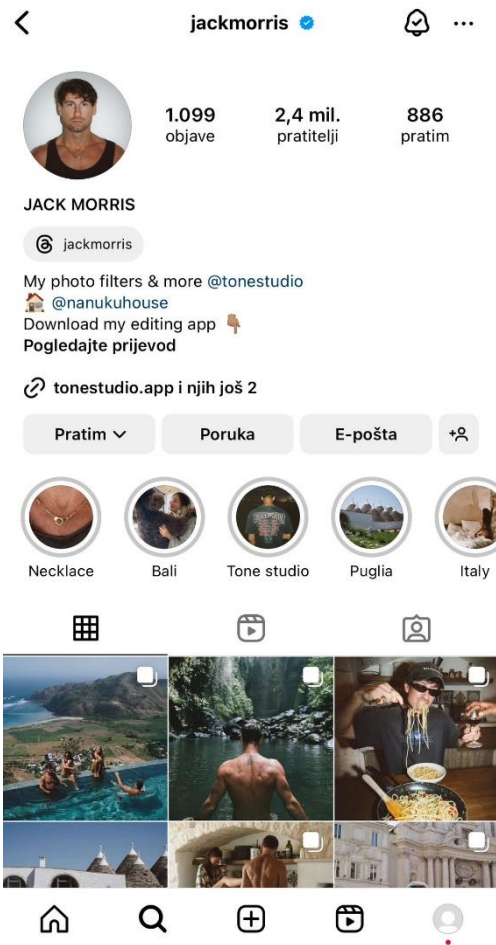 jackmorris
1.099
2,4 mil.
886
objave
pratitelji
pratim
JACK MORRIS
jackmorris
My photo filters & more @tonestudio
@nanukuhouse
Download my editing app
Pogledajte prijevod
tonestudio.app i njih još 2
Pratim
Poruka
E-pošta
Necklace
Bali
Tone studio
Puglia
Italy